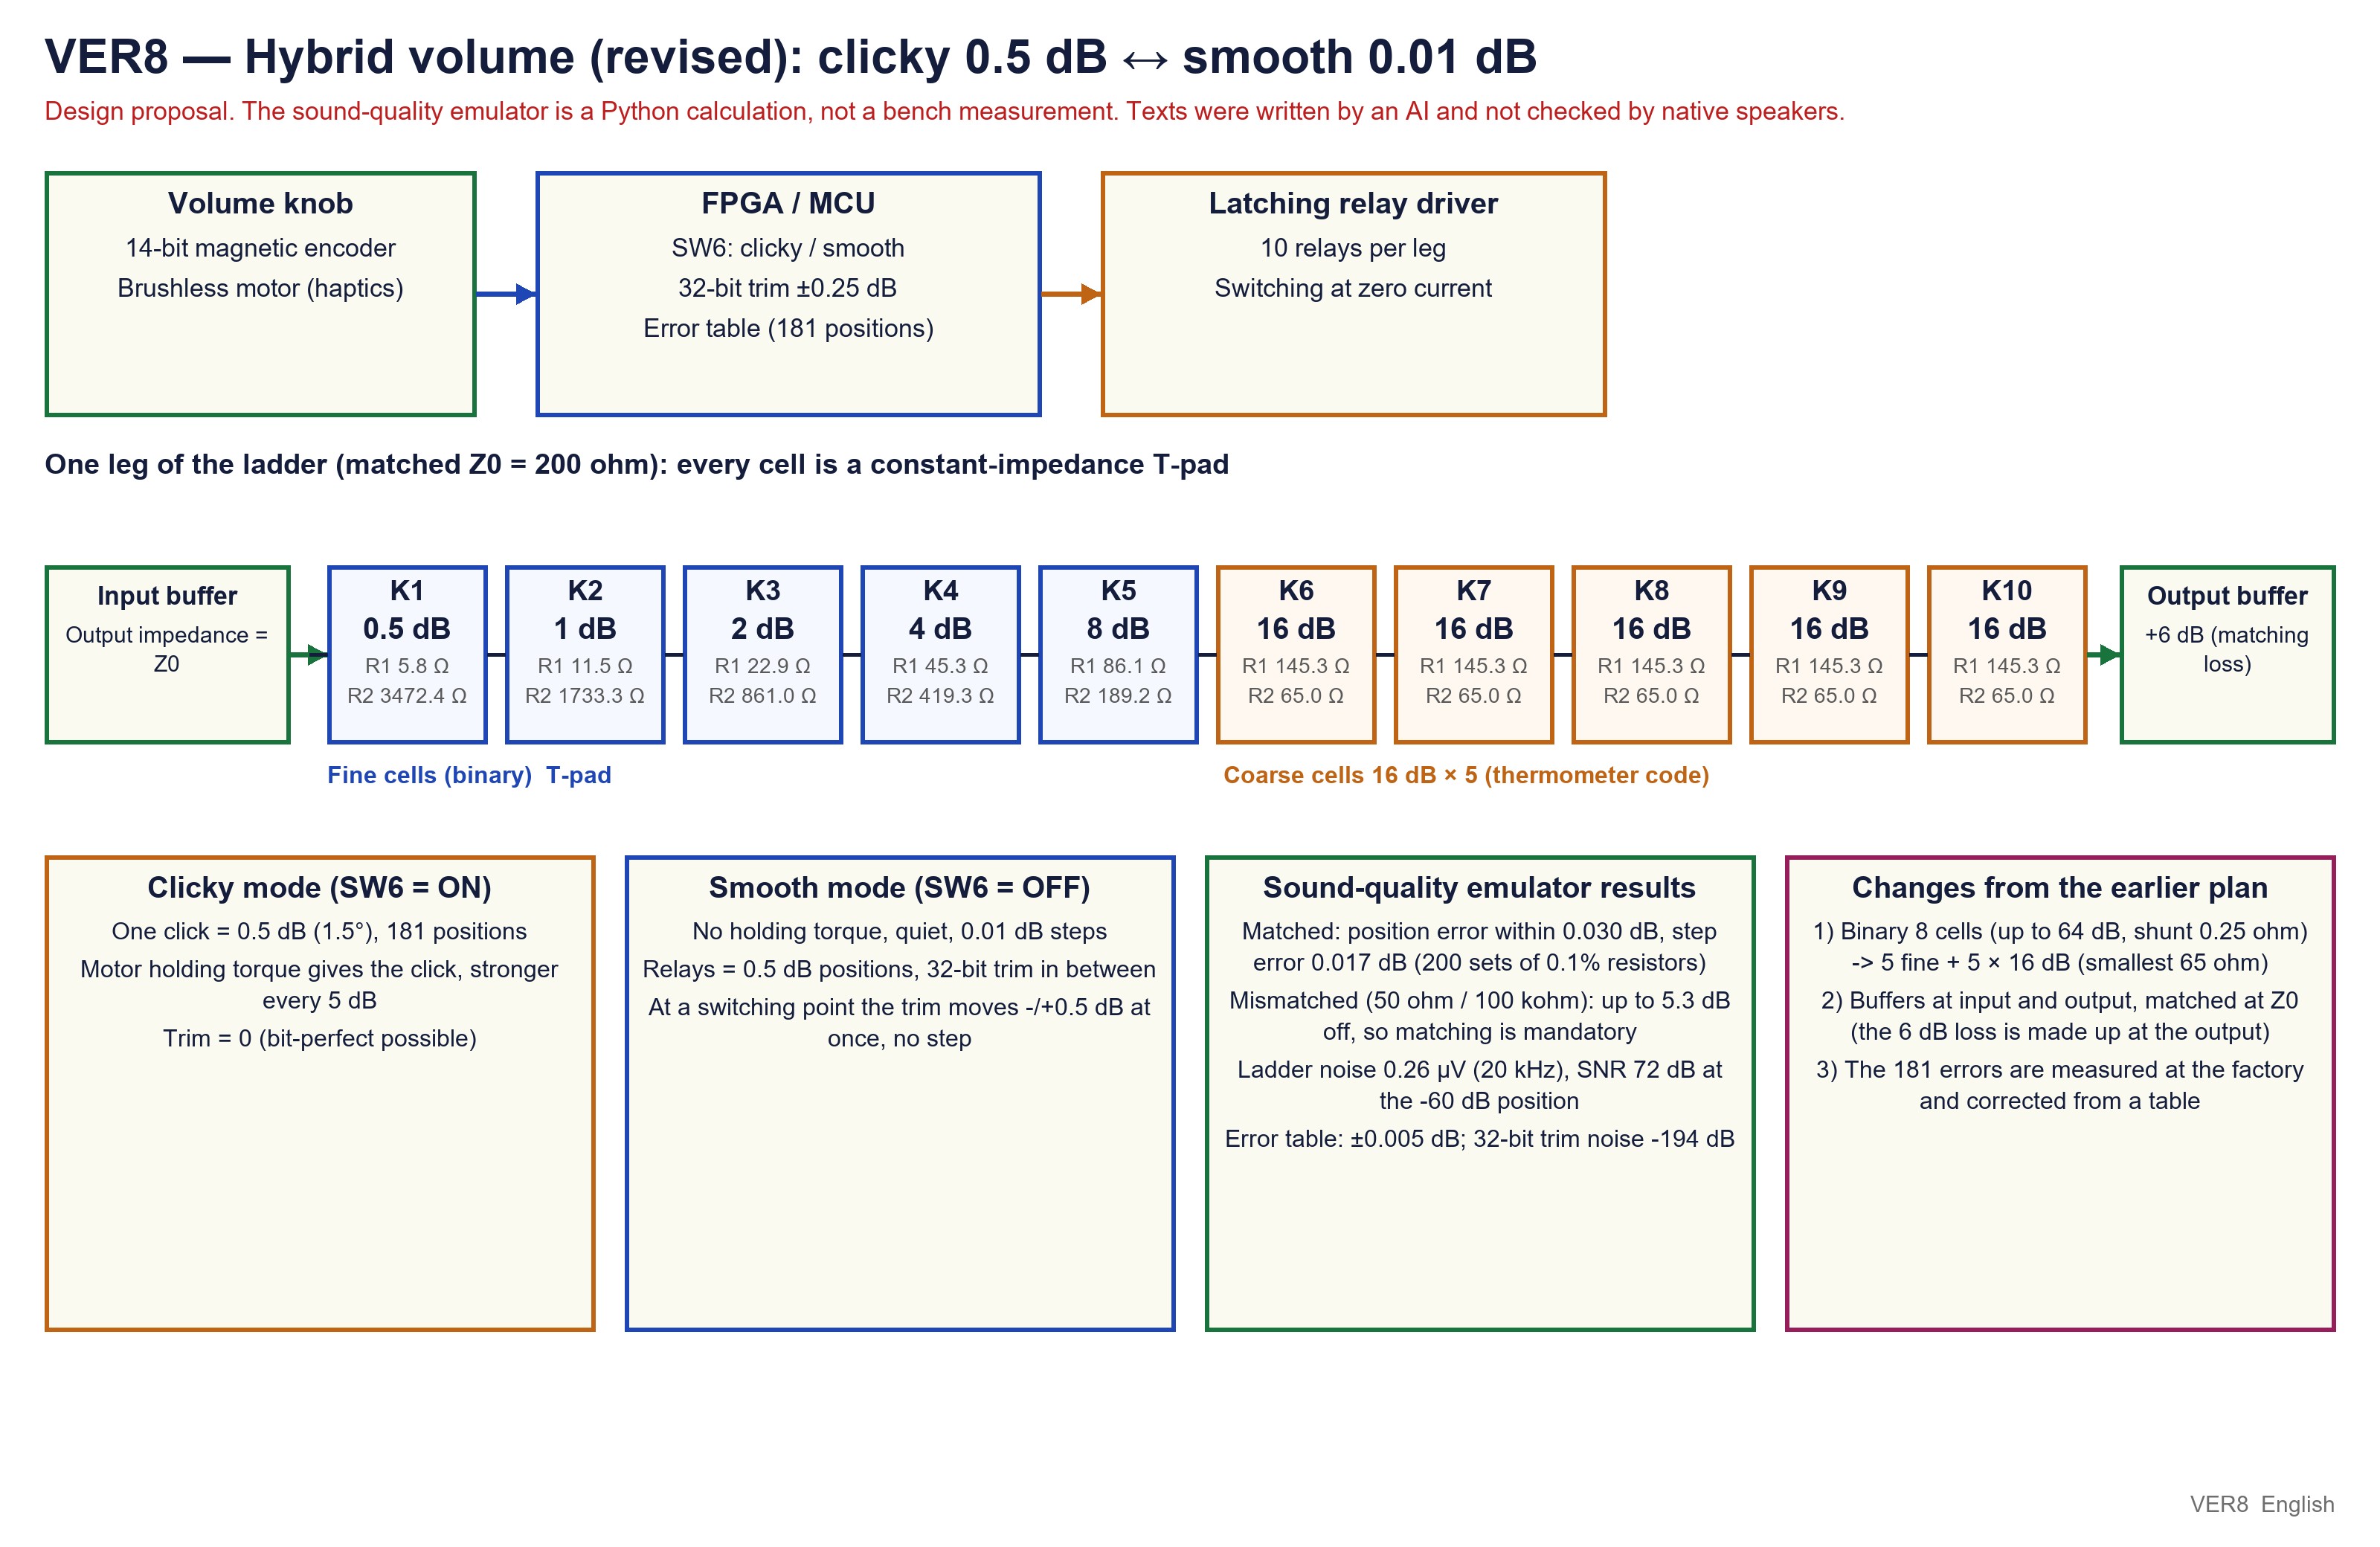 VER8 — Hybrid volume (revised): clicky 0.5 dB ↔ smooth 0.01 dB
Design proposal. The sound-quality emulator is a Python calculation, not a bench measurement. Texts were written by an AI and not checked by native speakers.
Volume knob
14-bit magnetic encoder
Brushless motor (haptics)
FPGA / MCU
SW6: clicky / smooth
32-bit trim ±0.25 dB
Error table (181 positions)
Latching relay driver
10 relays per leg
Switching at zero current
One leg of the ladder (matched Z0 = 200 ohm): every cell is a constant-impedance T-pad
Input buffer
Output impedance =
Z0
K1
0.5 dB
R1 5.8 Ω
R2 3472.4 Ω
K2
1 dB
R1 11.5 Ω
R2 1733.3 Ω
K3
2 dB
R1 22.9 Ω
R2 861.0 Ω
K4
4 dB
R1 45.3 Ω
R2 419.3 Ω
K5
8 dB
R1 86.1 Ω
R2 189.2 Ω
K6
16 dB
R1 145.3 Ω
R2 65.0 Ω
K7
16 dB
R1 145.3 Ω
R2 65.0 Ω
K8
16 dB
R1 145.3 Ω
R2 65.0 Ω
K9
16 dB
R1 145.3 Ω
R2 65.0 Ω
K10
16 dB
R1 145.3 Ω
R2 65.0 Ω
Output buffer
+6 dB (matching
loss)
Fine cells (binary)  T-pad
Coarse cells 16 dB × 5 (thermometer code)
Clicky mode (SW6 = ON)
One click = 0.5 dB (1.5°), 181 positions
Motor holding torque gives the click, stronger
every 5 dB
Trim = 0 (bit-perfect possible)
Smooth mode (SW6 = OFF)
No holding torque, quiet, 0.01 dB steps
Relays = 0.5 dB positions, 32-bit trim in between
At a switching point the trim moves -/+0.5 dB at
once, no step
Sound-quality emulator results
Matched: position error within 0.030 dB, step
error 0.017 dB (200 sets of 0.1% resistors)
Mismatched (50 ohm / 100 kohm): up to 5.3 dB
off, so matching is mandatory
Ladder noise 0.26 µV (20 kHz), SNR 72 dB at
the -60 dB position
Error table: ±0.005 dB; 32-bit trim noise -194 dB
Changes from the earlier plan
1) Binary 8 cells (up to 64 dB, shunt 0.25 ohm)
-> 5 fine + 5 × 16 dB (smallest 65 ohm)
2) Buffers at input and output, matched at Z0
(the 6 dB loss is made up at the output)
3) The 181 errors are measured at the factory
and corrected from a table
VER8  English